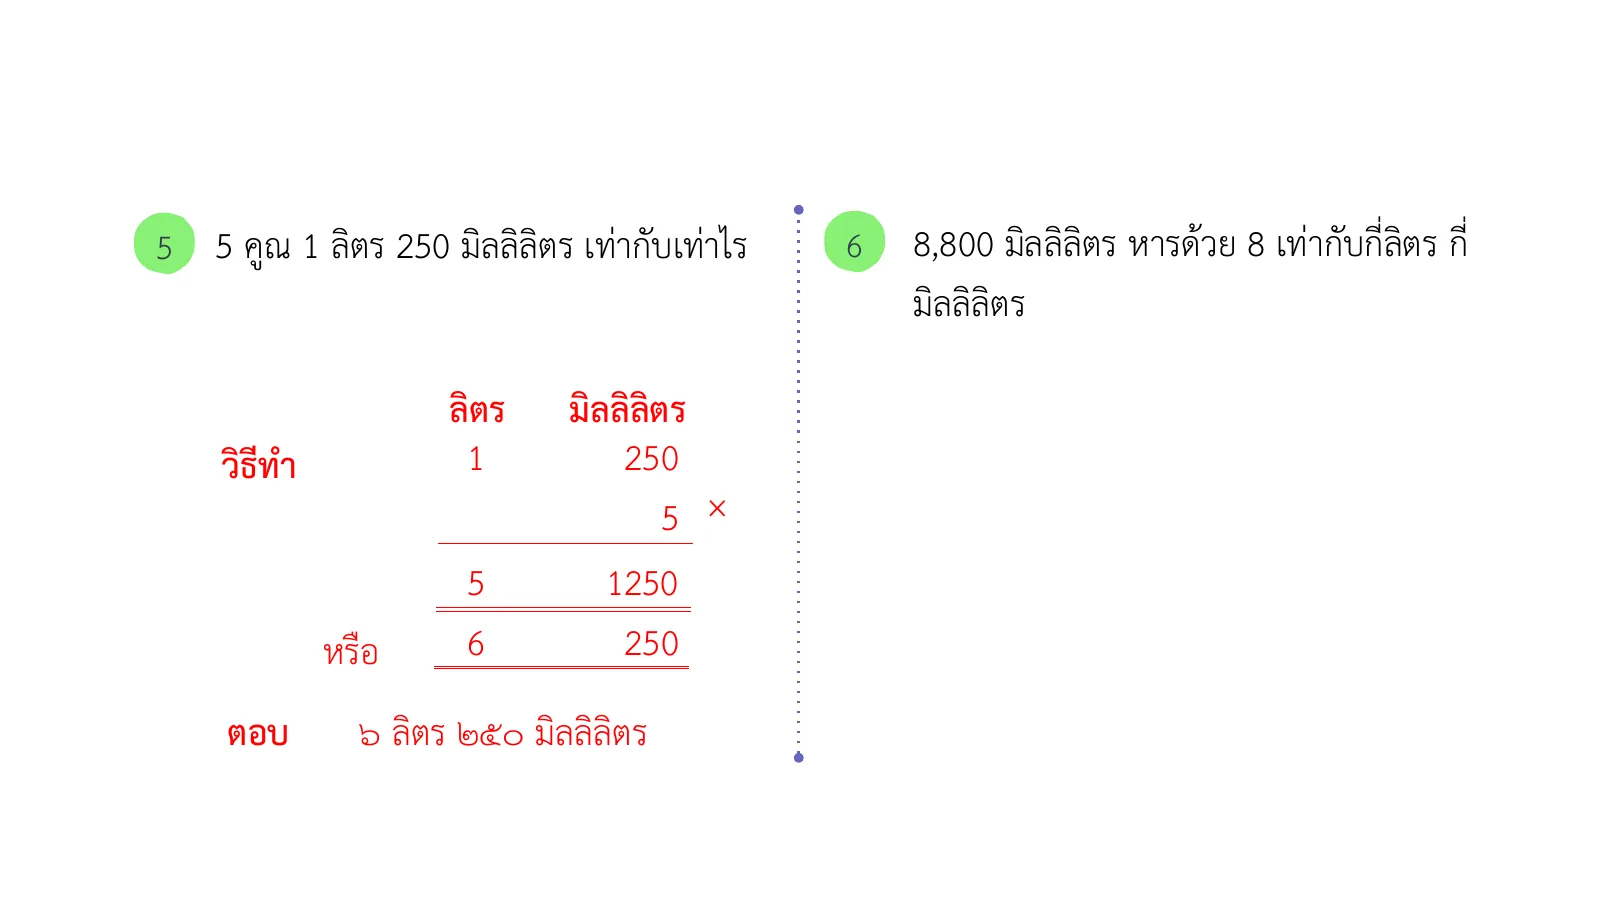 5 5 คูณ 1 ลิตร 250 มิลลิลิตร เท่ากับเท่าไร
ลิตร มิลลิลิตร
วิธีทำ 1 250
5 ×
5 1250
หรือ 6 250
ตอบ ๖ ลิตร ๒๕๐ มิลลิลิตร
6 8,800 มิลลิลิตร หารด้วย 8 เท่ากับกี่ลิตร กี่
มิลลิลิตร